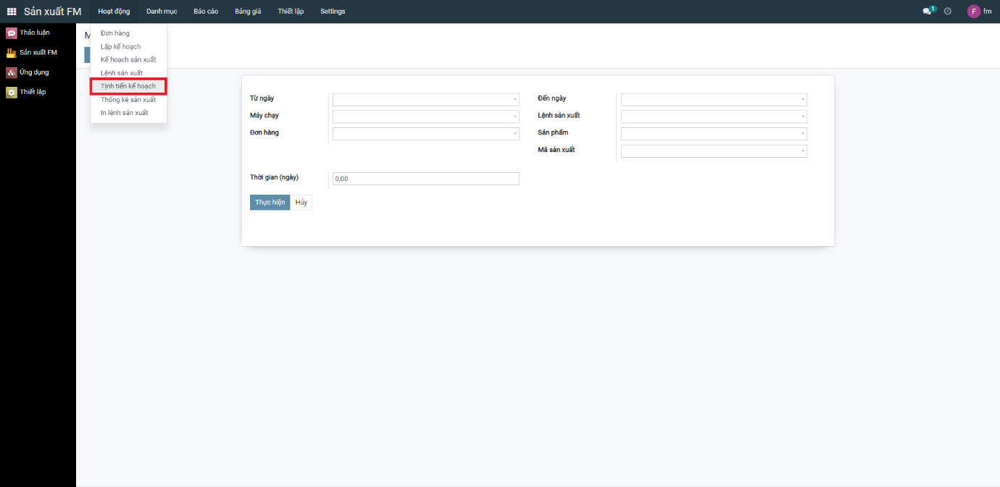 Sản xuất FM Hoạt động Danh mục Báo cáo Bảng giá Thiết lập Settings 1 F fm
Thảo luận
Sản xuất FM
Ứng dụng
Thiết lập
M
Đơn hàng
Lập kế hoạch
Kế hoạch sản xuất
Lệnh sản xuất
Tịnh tiến kế hoạch
Thống kê sản xuất
In lệnh sản xuất
Từ ngày Đến ngày
Máy chạy Lệnh sản xuất
Đơn hàng Sản phẩm
Mã sản xuất
Thời gian (ngày) 0,00
Thực hiện Hủy